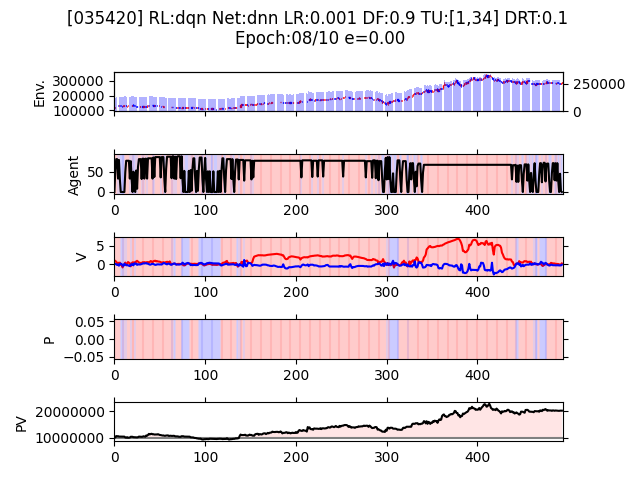 [035420] RL:dqn Net:dnn LR:0.001 DF:0.9 TU:[1,34] DRT:0.1
Epoch:08/10 e=0.00
Env.
300000
200000
100000
250000
0
Agent
50
0
0 100 200 300 400
V
5
0
0 100 200 300 400
P
0.05
0.00
−0.05
0 100 200 300 400
PV
20000000
10000000
0 100 200 300 400